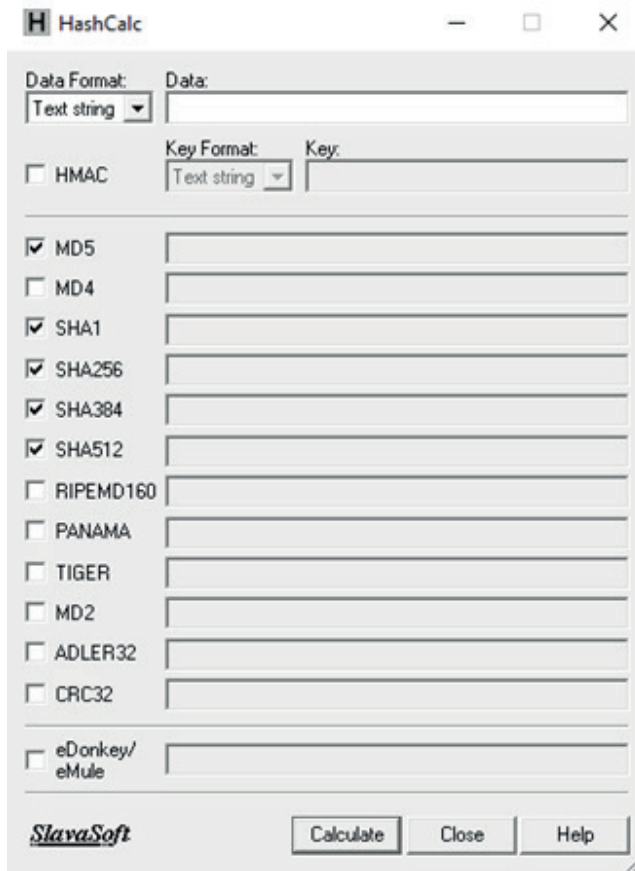 H HashCalc
Data Format: Data:
Text string
Key Format: Key:
HMAC Text string
MD5
MD4
SHA1
SHA256
SHA384
SHA512
RIPEMD160
PANAMA
TIGER
MD2
ADLER32
CRC32
eDonkey/
eMule
SlavaSoft Calculate Close Help